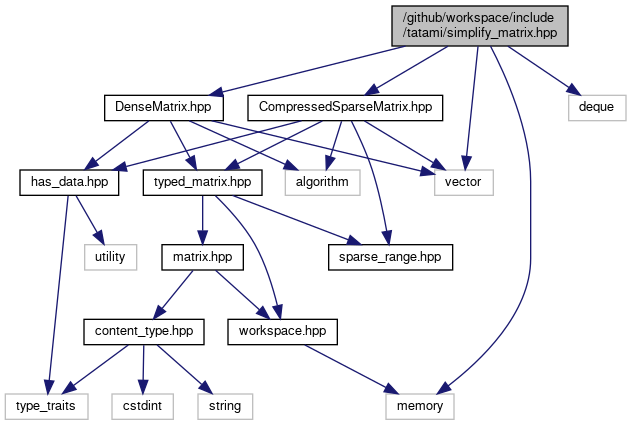 /github/workspace/include
/tatami/simplify_matrix.hpp
DenseMatrix.hpp
CompressedSparseMatrix.hpp
deque
has_data.hpp
typed_matrix.hpp
algorithm
vector
utility
matrix.hpp
sparse_range.hpp
content_type.hpp
workspace.hpp
type_traits
cstdint
string
memory